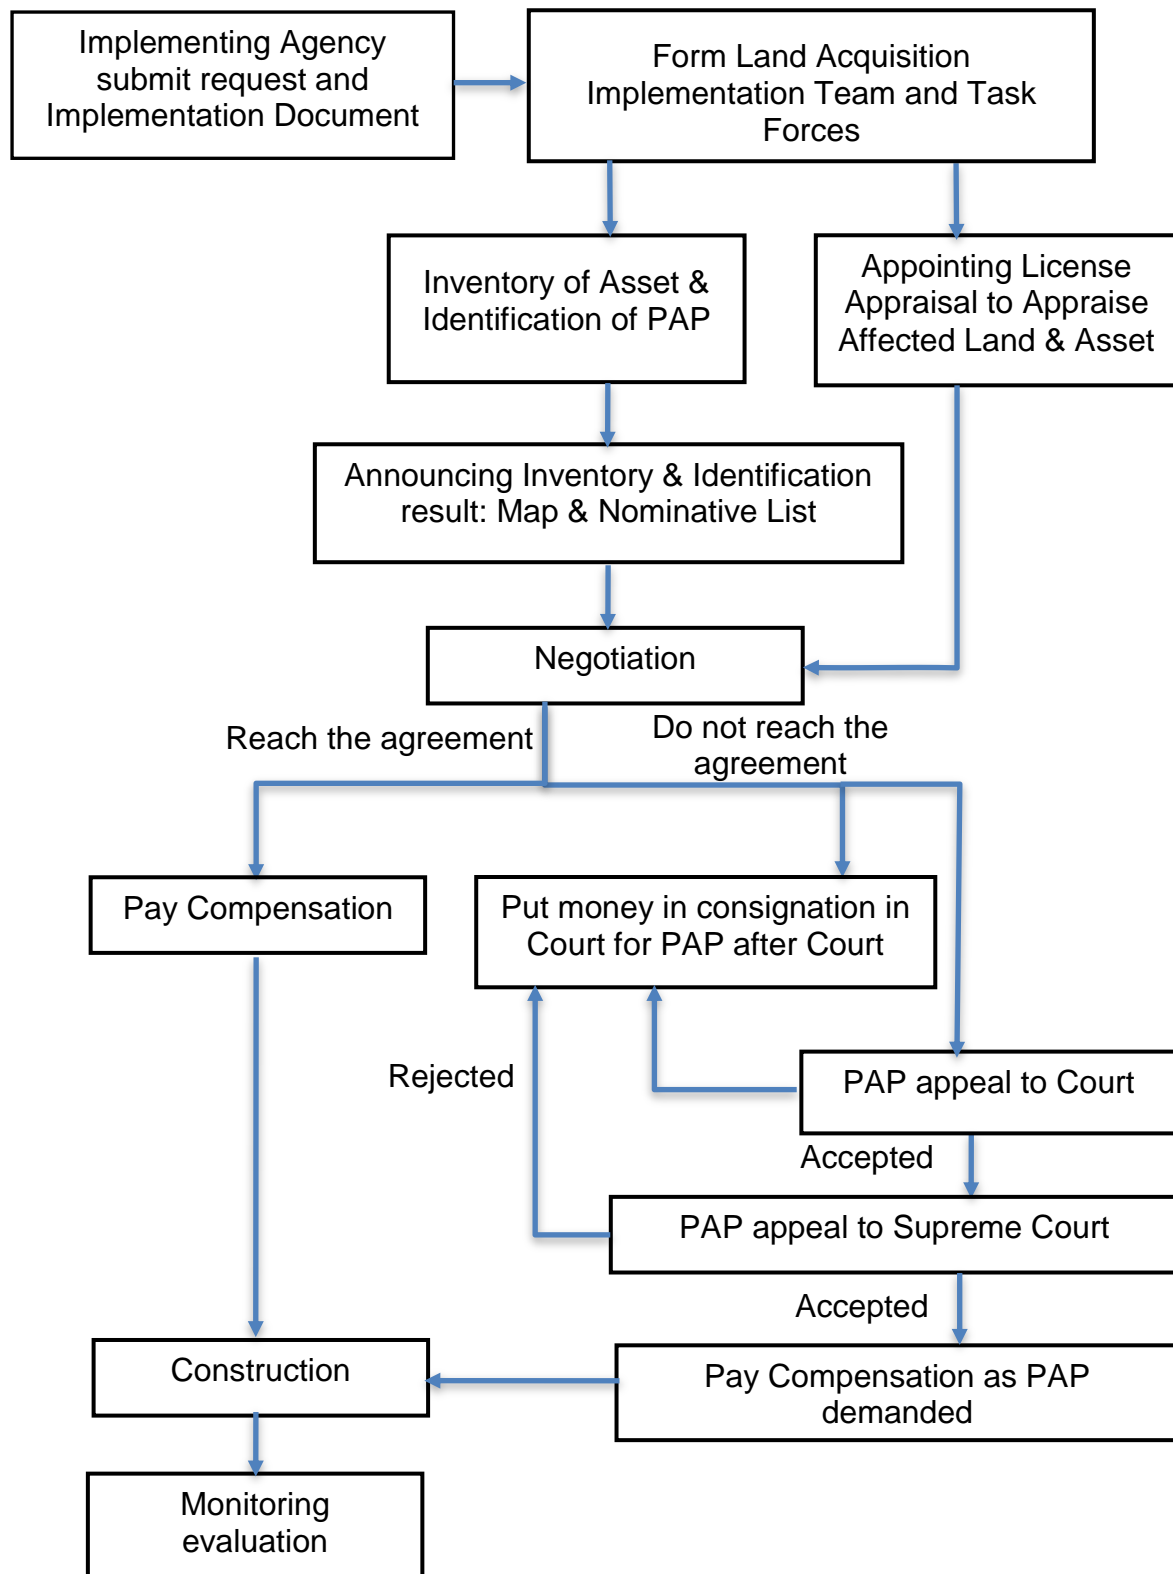 Implementing Agency
submit request and
Implementation Document
Form Land Acquisition
Implementation Team and Task
Forces
Inventory of Asset &
Identification of PAP
Appointing License
Appraisal to Appraise
Affected Land & Asset
Announcing Inventory & Identification
result: Map & Nominative List
Negotiation
Reach the agreement
Do not reach the
agreement
Pay Compensation
Put money in consignation in
Court for PAP after Court
Rejected
PAP appeal to Court
Accepted
PAP appeal to Supreme Court
Accepted
Construction
Pay Compensation as PAP
demanded
Monitoring
evaluation